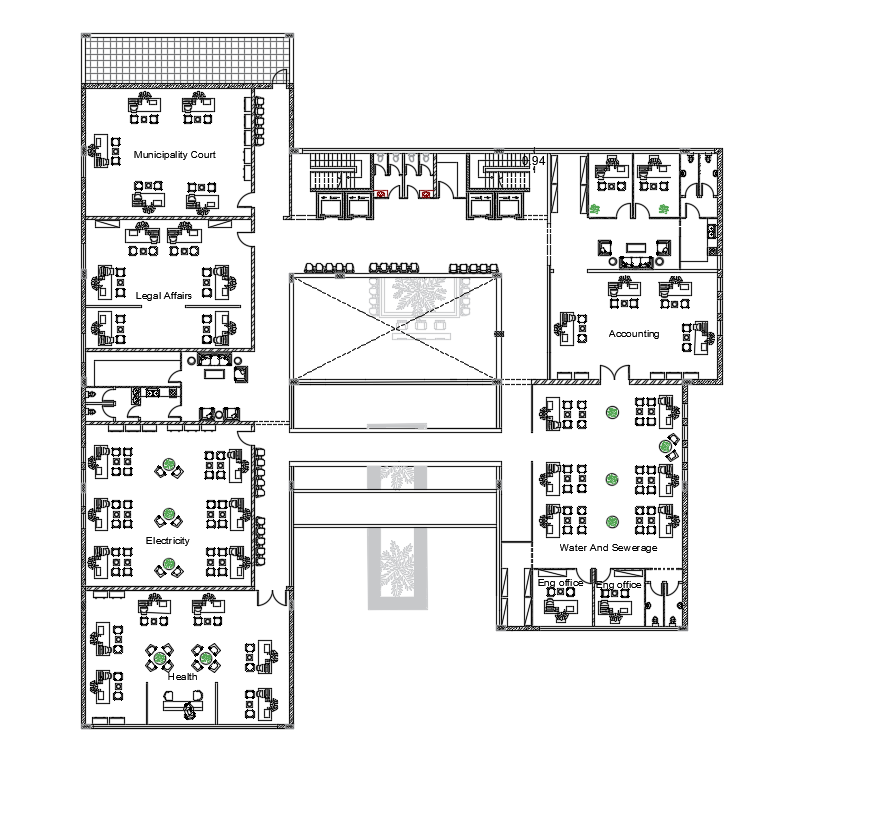 Municipality Court
0.94
Legal Affairs
Accounting
Electricity
Water And Sewerage
Eng office
Eng office
Health